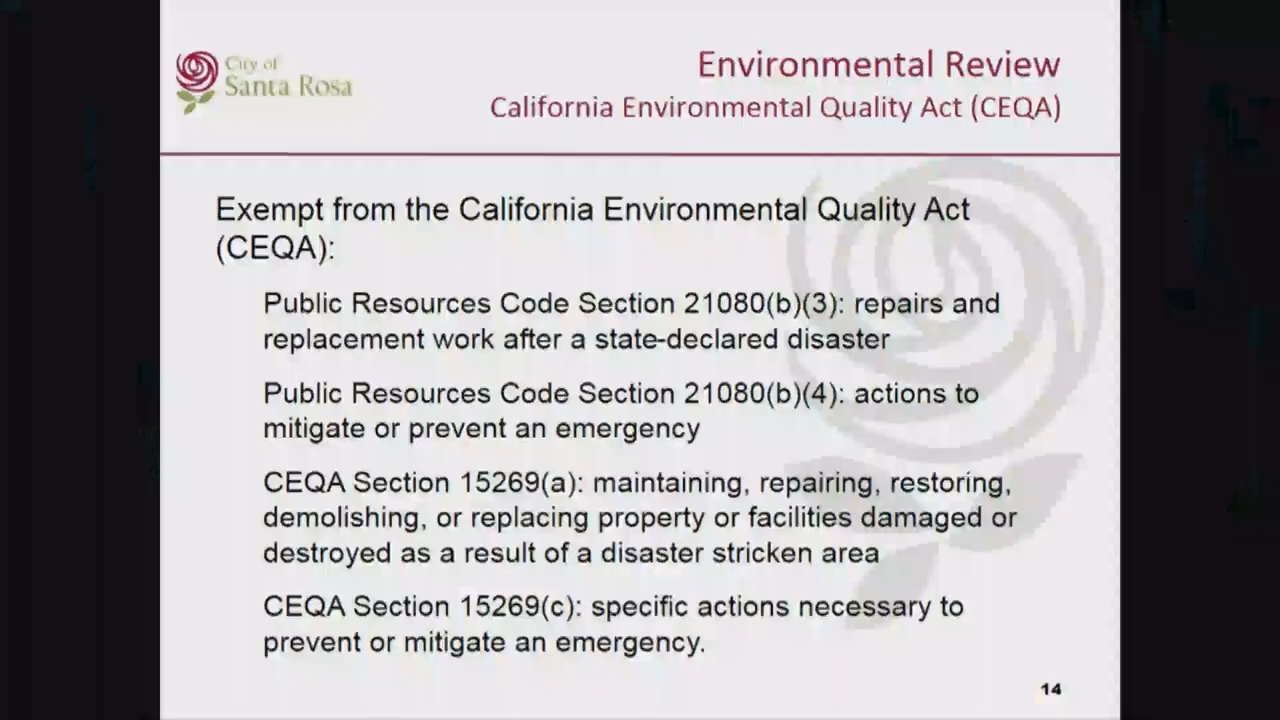 City of
Santa Rosa
Environmental Review
California Environmental Quality Act (CEQA)
Exempt from the California Environmental Quality Act
(CEQA):
Public Resources Code Section 21080(b)(3): repairs and
replacement work after a state-declared disaster
Public Resources Code Section 21080(b)(4): actions to
mitigate or prevent an emergency
CEQA Section 15269(a): maintaining, repairing, restoring,
demolishing, or replacing property or facilities damaged or
destroyed as a result of a disaster stricken area
CEQA Section 15269(c): specific actions necessary to
prevent or mitigate an emergency.
14